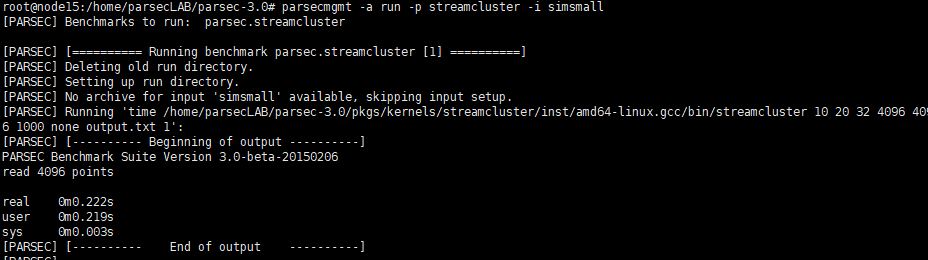 root@node15:/home/parsecLAB/parsec-3.0# parsecmgmt -a run -p streamcluster -i simsmall
[PARSEC] Benchmarks to run:  parsec.streamcluster

[PARSEC] [========== Running benchmark parsec.streamcluster [1] ==========]
[PARSEC] Deleting old run directory.
[PARSEC] Setting up run directory.
[PARSEC] No archive for input 'simsmall' available, skipping input setup.
[PARSEC] Running 'time /home/parsecLAB/parsec-3.0/pkgs/kernels/streamcluster/inst/amd64-linux.gcc/bin/streamcluster 10 20 32 4096 409
6 1000 none output.txt 1':
[PARSEC] [---------- Beginning of output ----------]
PARSEC Benchmark Suite Version 3.0-beta-20150206
read 4096 points

real    0m0.222s
user    0m0.219s
sys     0m0.003s
[PARSEC] [----------    End of output    ----------]